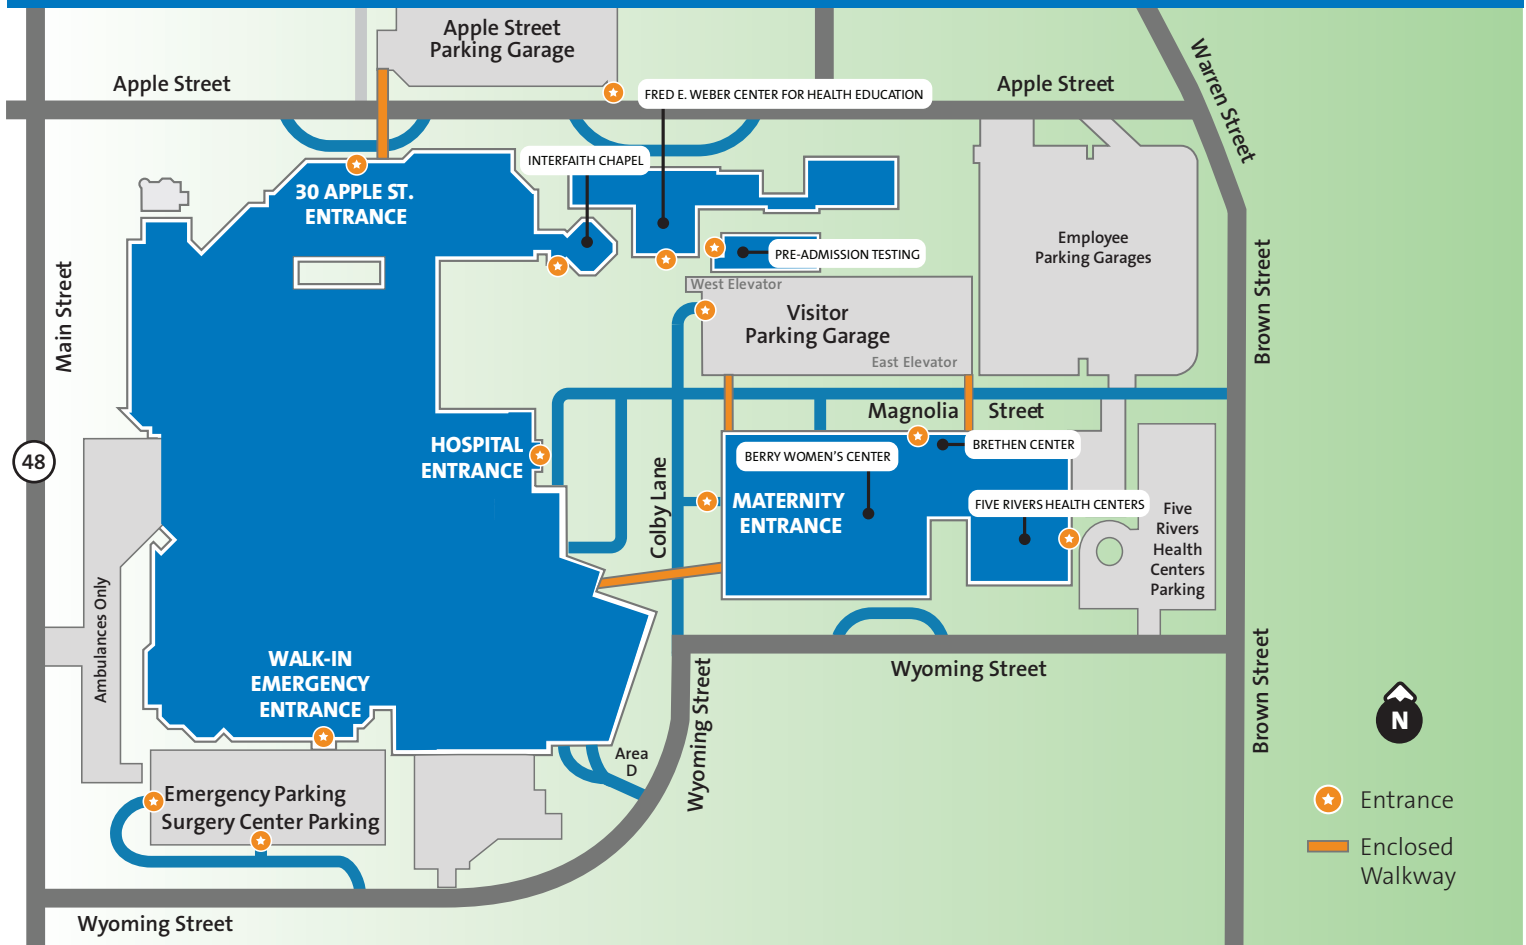 Apple Street
Parking Garage
Apple Street
FRED E. WEBER CENTER FOR HEALTH EDUCATION
Apple Street
Warren Street
INTERFAITH CHAPEL
30 APPLE ST.
ENTRANCE
PRE-ADMISSION TESTING
Employee
Parking Garages
Main Street
Brown Street
West Elevator
Visitor
Parking Garage
East Elevator
Magnolia Street
HOSPITAL
ENTRANCE
BRETHEN CENTER
BERRY WOMEN'S CENTER
48
Colby Lane
MATERNITY
ENTRANCE
FIVE RIVERS HEALTH CENTERS
Five
Rivers
Health
Centers
Parking
Ambulances Only
WALK-IN
EMERGENCY
ENTRANCE
Wyoming Street
Wyoming Street
Brown Street
Area
D
N
Emergency Parking
Surgery Center Parking
Entrance
Enclosed
Walkway
Wyoming Street